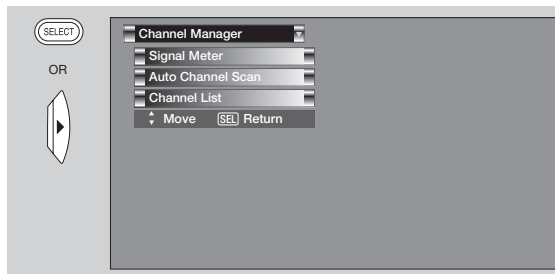 SELECT
OR
Channel Manager
Signal Meter
Auto Channel Scan
Channel List
Move SEL Return